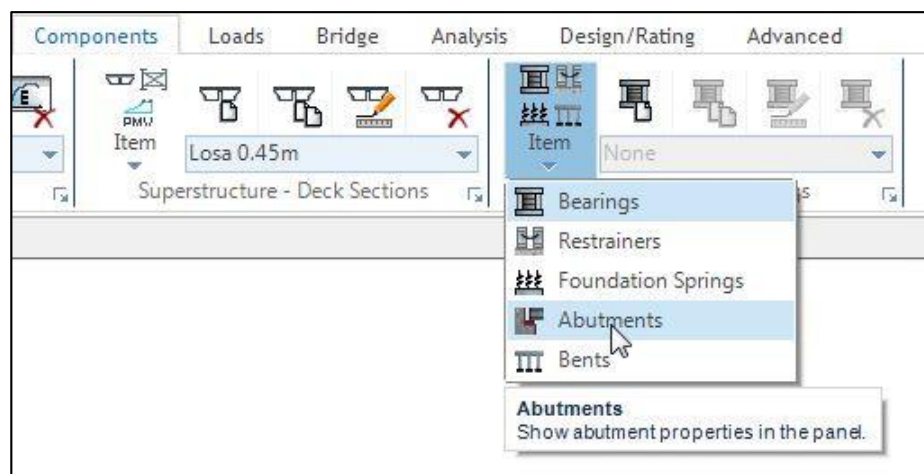 Components Loads Bridge Analysis Design/Rating Advanced
Item
Item
Losa 0.45m
None
Superstructure - Deck Sections
Bearings
Restrainers
Foundation Springs
Abutments
Bents
Abutments
Show abutment properties in the panel.